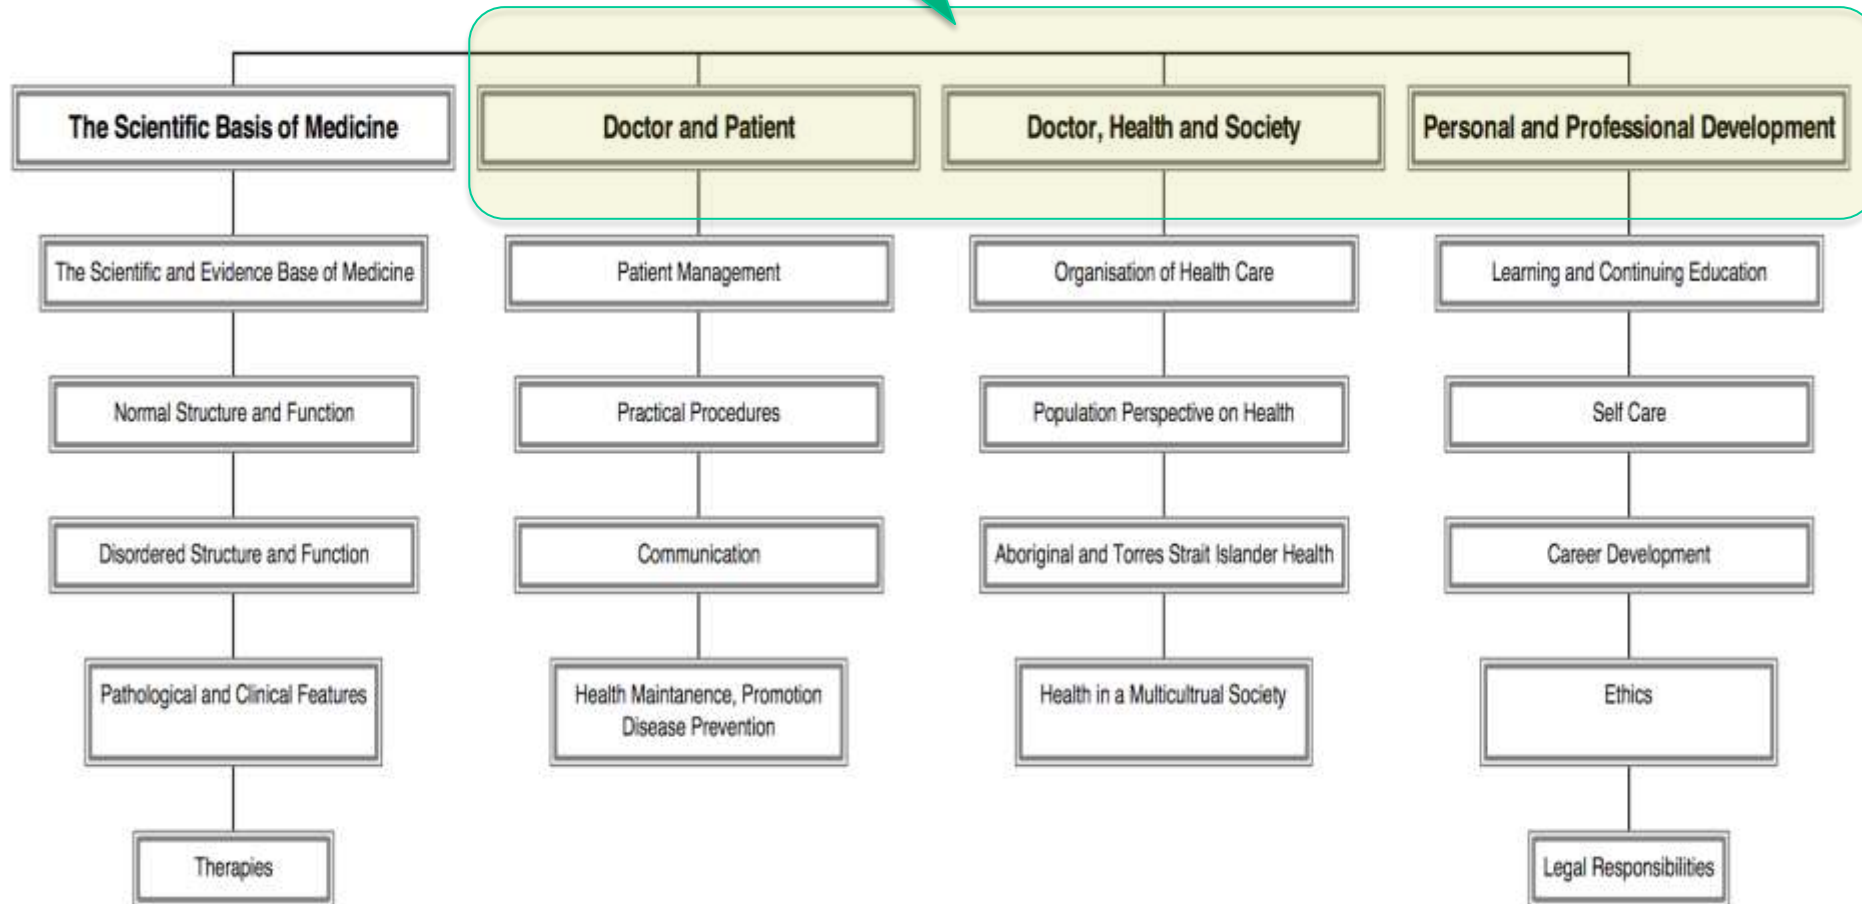 The Scientific Basis of Medicine
Doctor and Patient
Doctor, Health and Society
Personal and Professional Development
The Scientific and Evidence Base of Medicine
Patient Management
Organisation of Health Care
Learning and Continuing Education
Normal Structure and Function
Practical Procedures
Population Perspective on Health
Self Care
Disordered Structure and Function
Communication
Aboriginal and Torres Strait Islander Health
Career Development
Pathological and Clinical Features
Health Maintanence, Promotion
Disease Prevention
Health in a Multicultrual Society
Ethics
Therapies
Legal Responsibilities